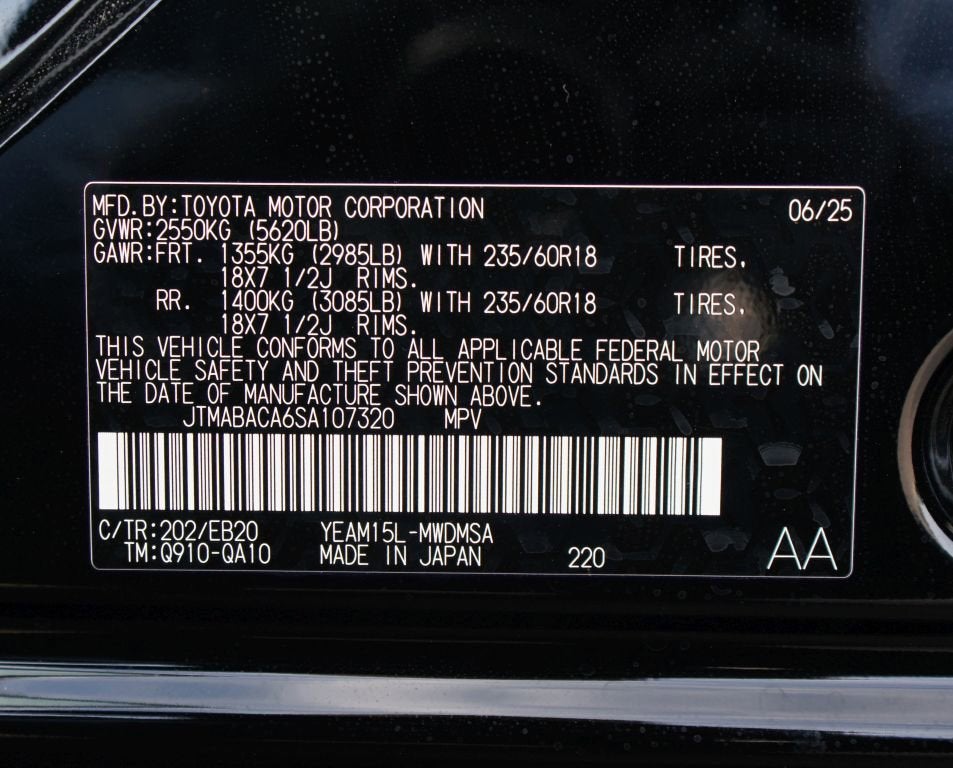 MFD.BY:TOYOTA MOTOR CORPORATION 06/25
GVWR:2550KG (5620LB)
GAWR:FRT. 1355KG (2985LB) WITH 235/60R18 TIRES,
18X7 1/2J RIMS.
RR. 1400KG (3085LB) WITH 235/60R18 TIRES,
18X7 1/2J RIMS.
THIS VEHICLE CONFORMS TO ALL APPLICABLE FEDERAL MOTOR
VEHICLE SAFETY AND THEFT PREVENTION STANDARDS IN EFFECT ON
THE DATE OF MANUFACTURE SHOWN ABOVE.
JTMABACA6SA107320 MPV
C/TR:202/EB20 YEAM15L-MWDMSA
TM:Q910-QA10 MADE IN JAPAN 220 AA